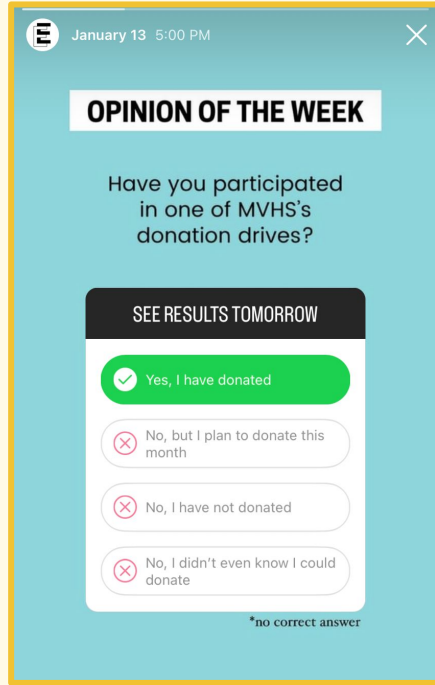 E
January 13 5:00 PM
OPINION OF THE WEEK
Have you participated
in one of MVHS's
donation drives?
SEE RESULTS TOMORROW
Yes, I have donated
No, but I plan to donate this
month
No, I have not donated
No, I didn't even know I could
donate
*no correct answer